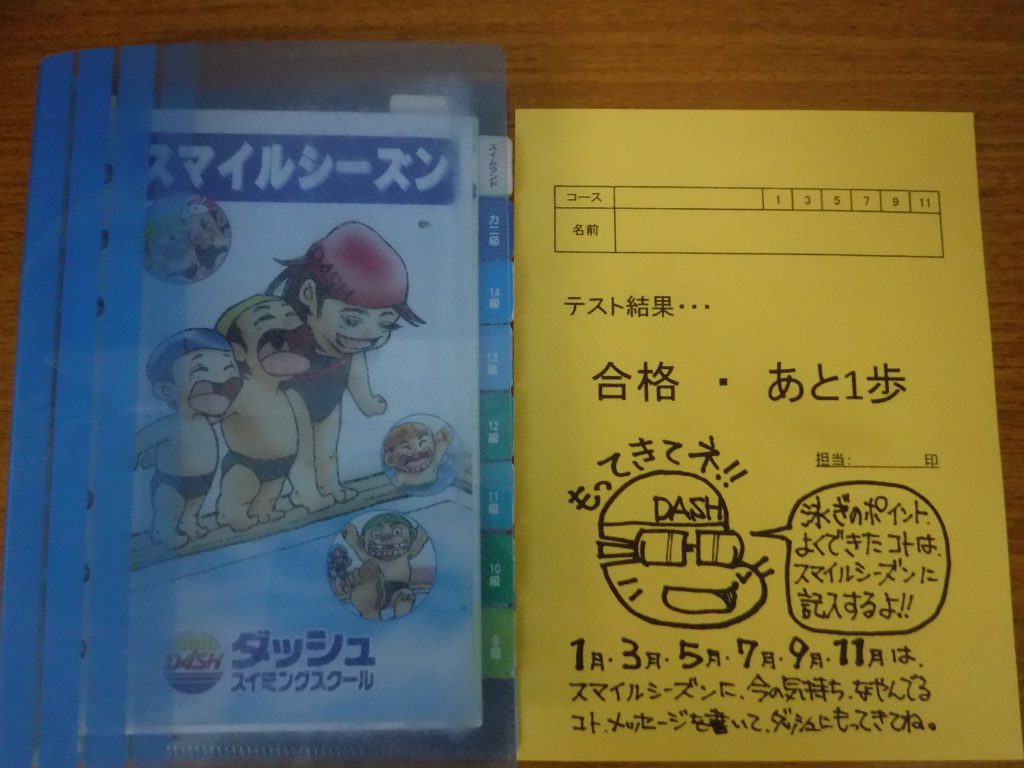 スマイルシーズン
DASH
スイムランド
カニ級
14級
13級
12級
11級
10級
9級
DASH
ダッシュ
スイミングスクール
コース 1 3 5 7 9 11
名前
テスト結果・・・
合格 ・ あと1歩
担当: 印
もってきてネ!!
DASH
泳ぎのポイント、
よくできたコトは、
スマイルシーズンに
記入するよ!!
1月・3月・5月・7月・9月・11月は、
スマイルシーズンに、今の気持ち、なやんでる
コト、メッセージを書いて、ダッシュにもってきてね。